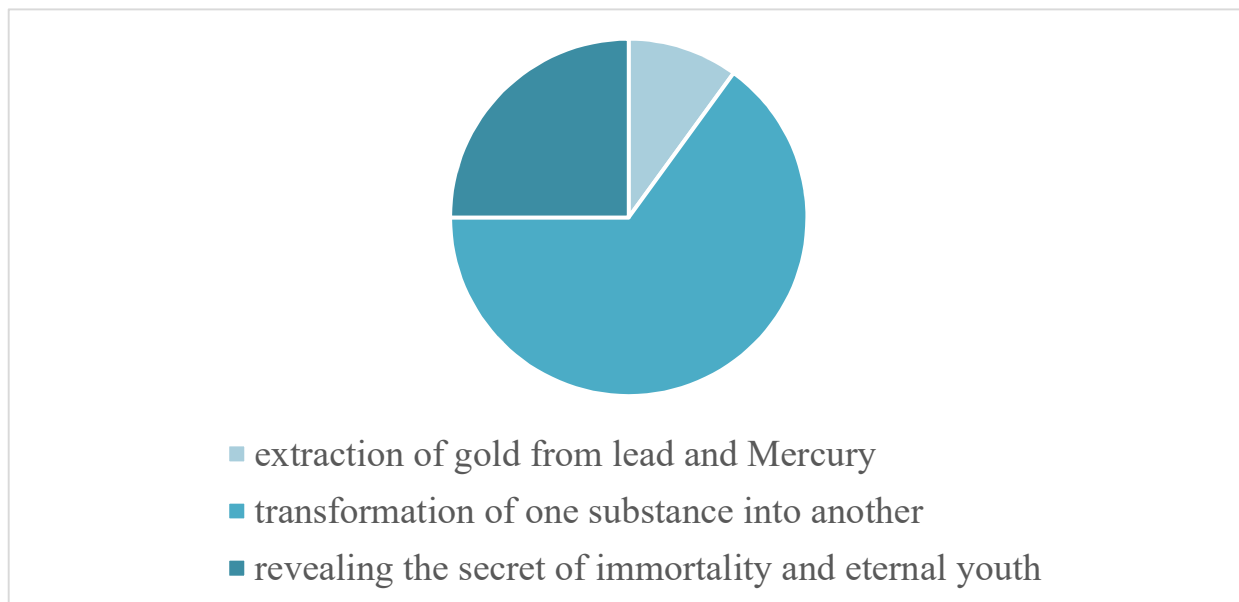 extraction of gold from lead and Mercury
transformation of one substance into another
revealing the secret of immortality and eternal youth